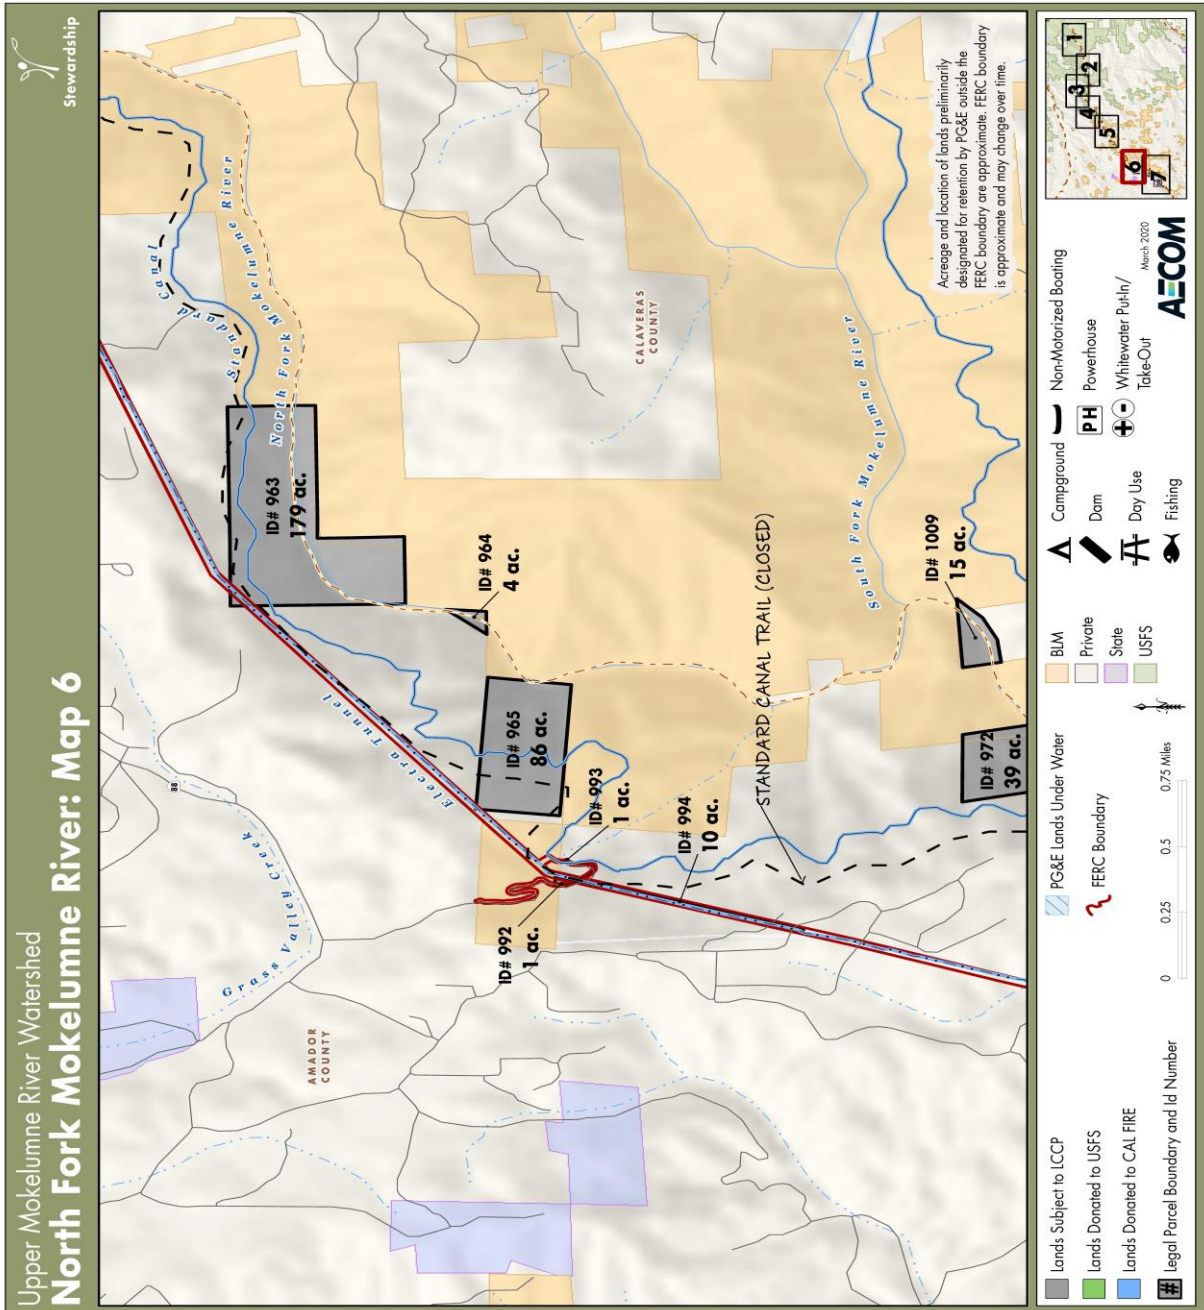 Upper Mokelumne River Watershed
North Fork Mokelumne River: Map 6
Stewardship
Standard Canal
North Fork Mokelumne River
88
Grass Valley Creek
Electra Tunnel
ID# 963
179 ac.
ID# 964
4 ac.
ID# 965
86 ac.
ID# 992
1 ac.
ID# 993
1 ac.
ID# 994
10 ac.
AMADOR
COUNTY
CALAVERAS
COUNTY
STANDARD CANAL TRAIL (CLOSED)
South Fork Mokelumne River
ID# 972
39 ac.
ID# 1009
15 ac.
Acreage and location of lands preliminarily
designated for retention by PG&E outside the
FERC boundary are approximate. FERC boundary
is approximate and may change over time.
Lands Subject to LCCP
Lands Donated to USFS
Lands Donated to CAL FIRE
# Legal Parcel Boundary and Id Number
PG&E Lands Under Water
FERC Boundary
0 0.25 0.5 0.75 Miles
BLM
Private
State
USFS
Campground
Dam
Day Use
Fishing
Non-Motorized Boating
PH Powerhouse
Whitewater Put-In/
Take-Out
March 2020
AECOM
1
2
3
4
5
6
7